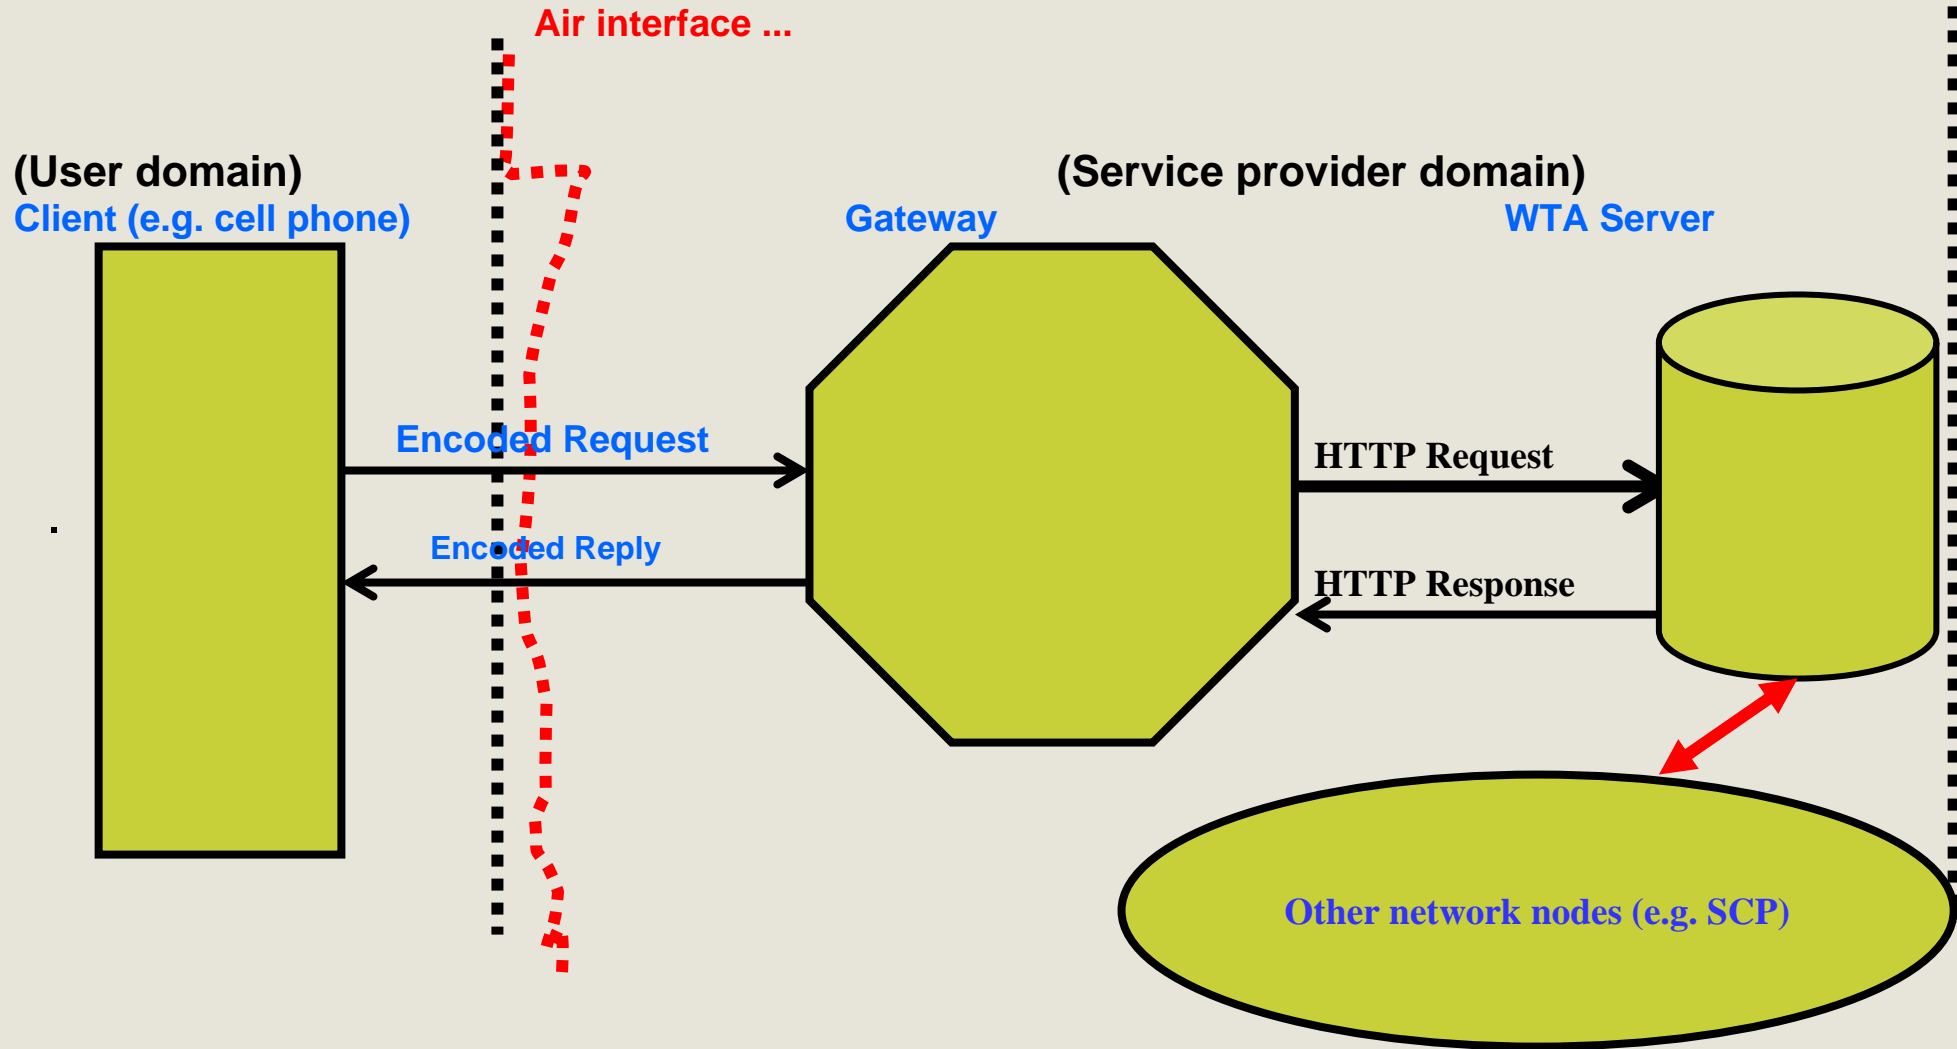 Air interface ...
(User domain)
(Service provider domain)
Client (e.g. cell phone)
Gateway
WTA Server
Encoded Request
HTTP Request
Encoded Reply
HTTP Response
Other network nodes (e.g. SCP)